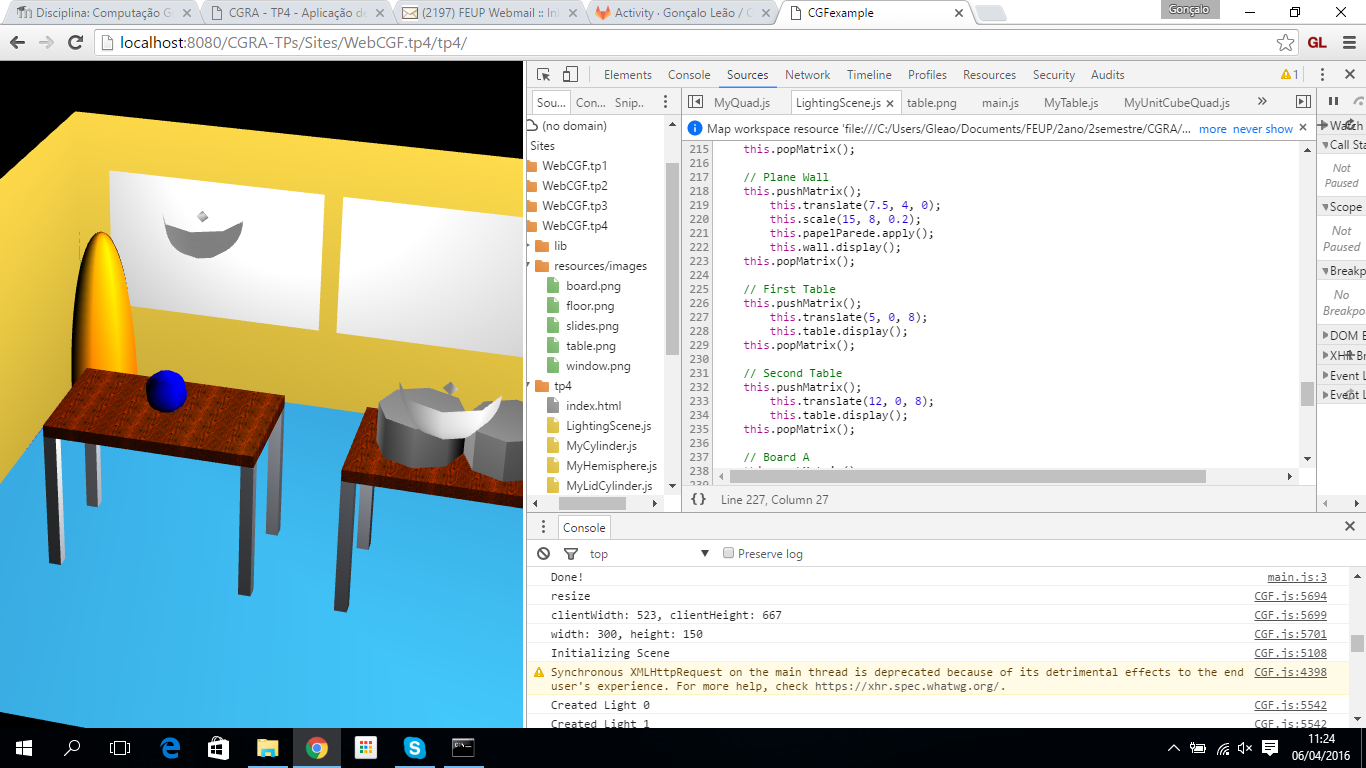 Disciplina: Computação G
CGRA - TP4 - Aplicação de
(2197) FEUP Webmail :: In
Activity · Gonçalo Leão / C
CGFexample
Gonçalo
localhost:8080/CGRA-TPs/Sites/WebCGF.tp4/tp4/
GL
Elements Console Sources Network Timeline Profiles Resources Security Audits
1
Sou... Con... Snip..
(no domain)
Sites
WebCGF.tp1
WebCGF.tp2
WebCGF.tp3
WebCGF.tp4
lib
resources/images
board.png
floor.png
slides.png
table.png
window.png
tp4
index.html
LightingScene.js
MyCylinder.js
MyHemisphere.js
MyLidCylinder.js
MyQuad.js LightingScene.js table.png main.js MyTable.js MyUnitCubeQuad.js
Map workspace resource 'file:///C:/Users/Gleao/Documents/FEUP/2ano/2semestre/CGRA/... more never show
215 this.popMatrix();
216
217 // Plane Wall
218 this.pushMatrix();
219 this.translate(7.5, 4, 0);
220 this.scale(15, 8, 0.2);
221 this.papelParede.apply();
222 this.wall.display();
223 this.popMatrix();
224
225 // First Table
226 this.pushMatrix();
227 this.translate(5, 0, 8);
228 this.table.display();
229 this.popMatrix();
230
231 // Second Table
232 this.pushMatrix();
233 this.translate(12, 0, 8);
234 this.table.display();
235 this.popMatrix();
236
237 // Board A
238
{} Line 227, Column 27
Watch
Call Sta
Not
Paused
Scope
Not
Paused
Breakp
No
Breakpo
DOM E
XHR Br
Event L
Event L
Console
top Preserve log
Done! main.js:3
resize CGF.js:5694
clientWidth: 523, clientHeight: 667 CGF.js:5699
width: 300, height: 150 CGF.js:5701
Initializing Scene CGF.js:5108
Synchronous XMLHttpRequest on the main thread is deprecated because of its detrimental effects to the end CGF.js:4398
user's experience. For more help, check https://xhr.spec.whatwg.org/.
Created Light 0 CGF.js:5542
Created Light 1 CGF.js:5542
11:24
06/04/2016